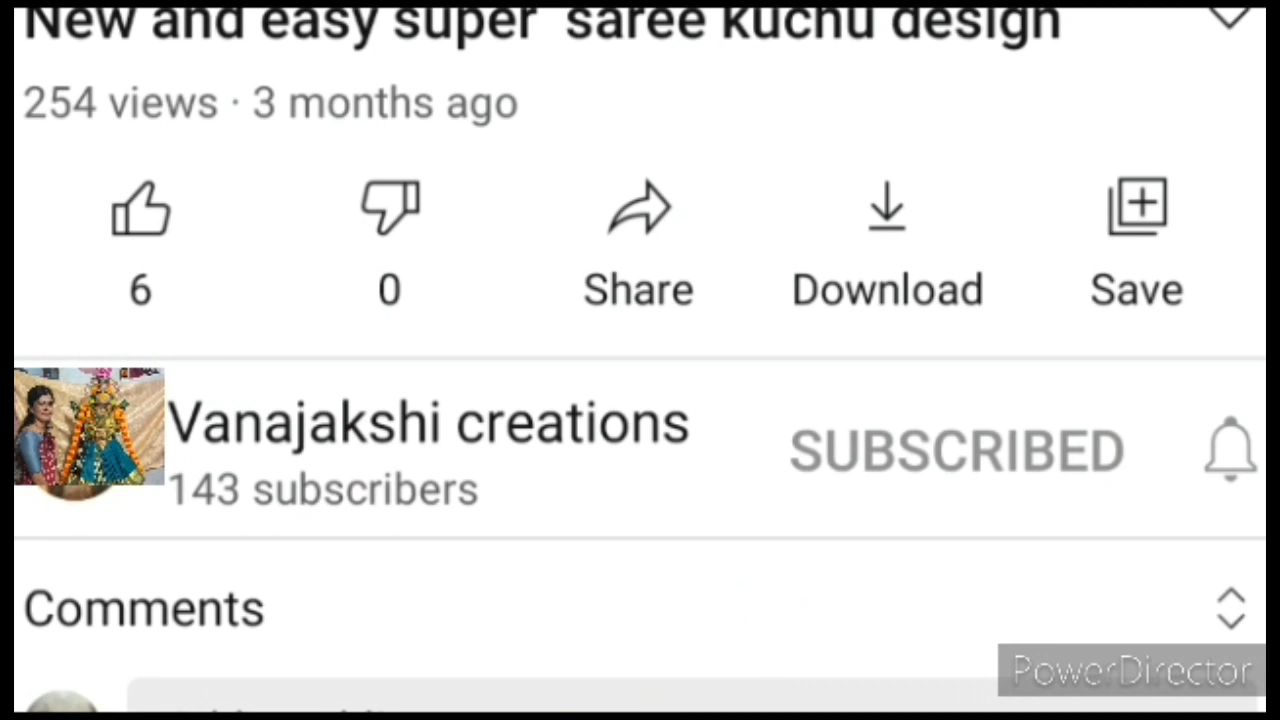 New and easy super saree kuchu design
254 views · 3 months ago
6
0
Share
Download
Save
Vanajakshi creations
143 subscribers
SUBSCRIBED
Comments
PowerDirector